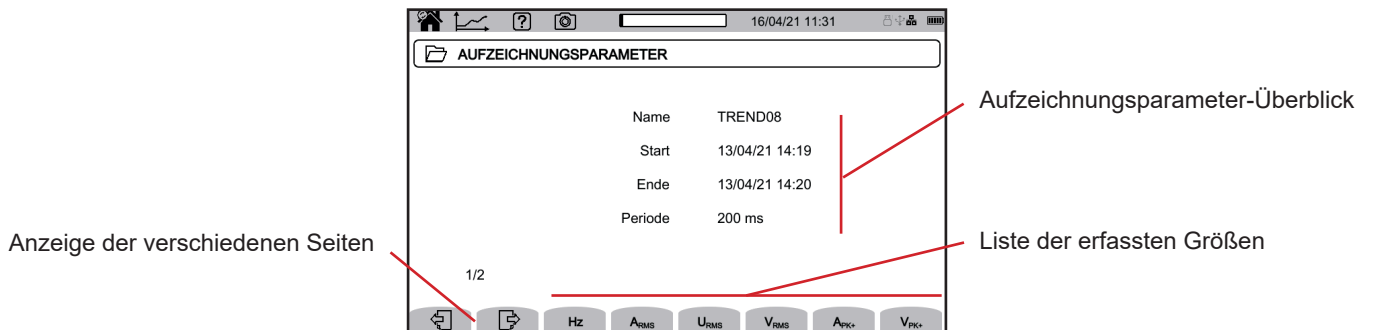 16/04/21 11:31
AUFZEICHNUNGSPARAMETER
Name TREND08
Start 13/04/21 14:19
Ende 13/04/21 14:20
Periode 200 ms
1/2
Hz ARMS URMS VRMS APK+ VPK+
Aufzeichnungsparameter-Überblick
Liste der erfassten Größen
Anzeige der verschiedenen Seiten